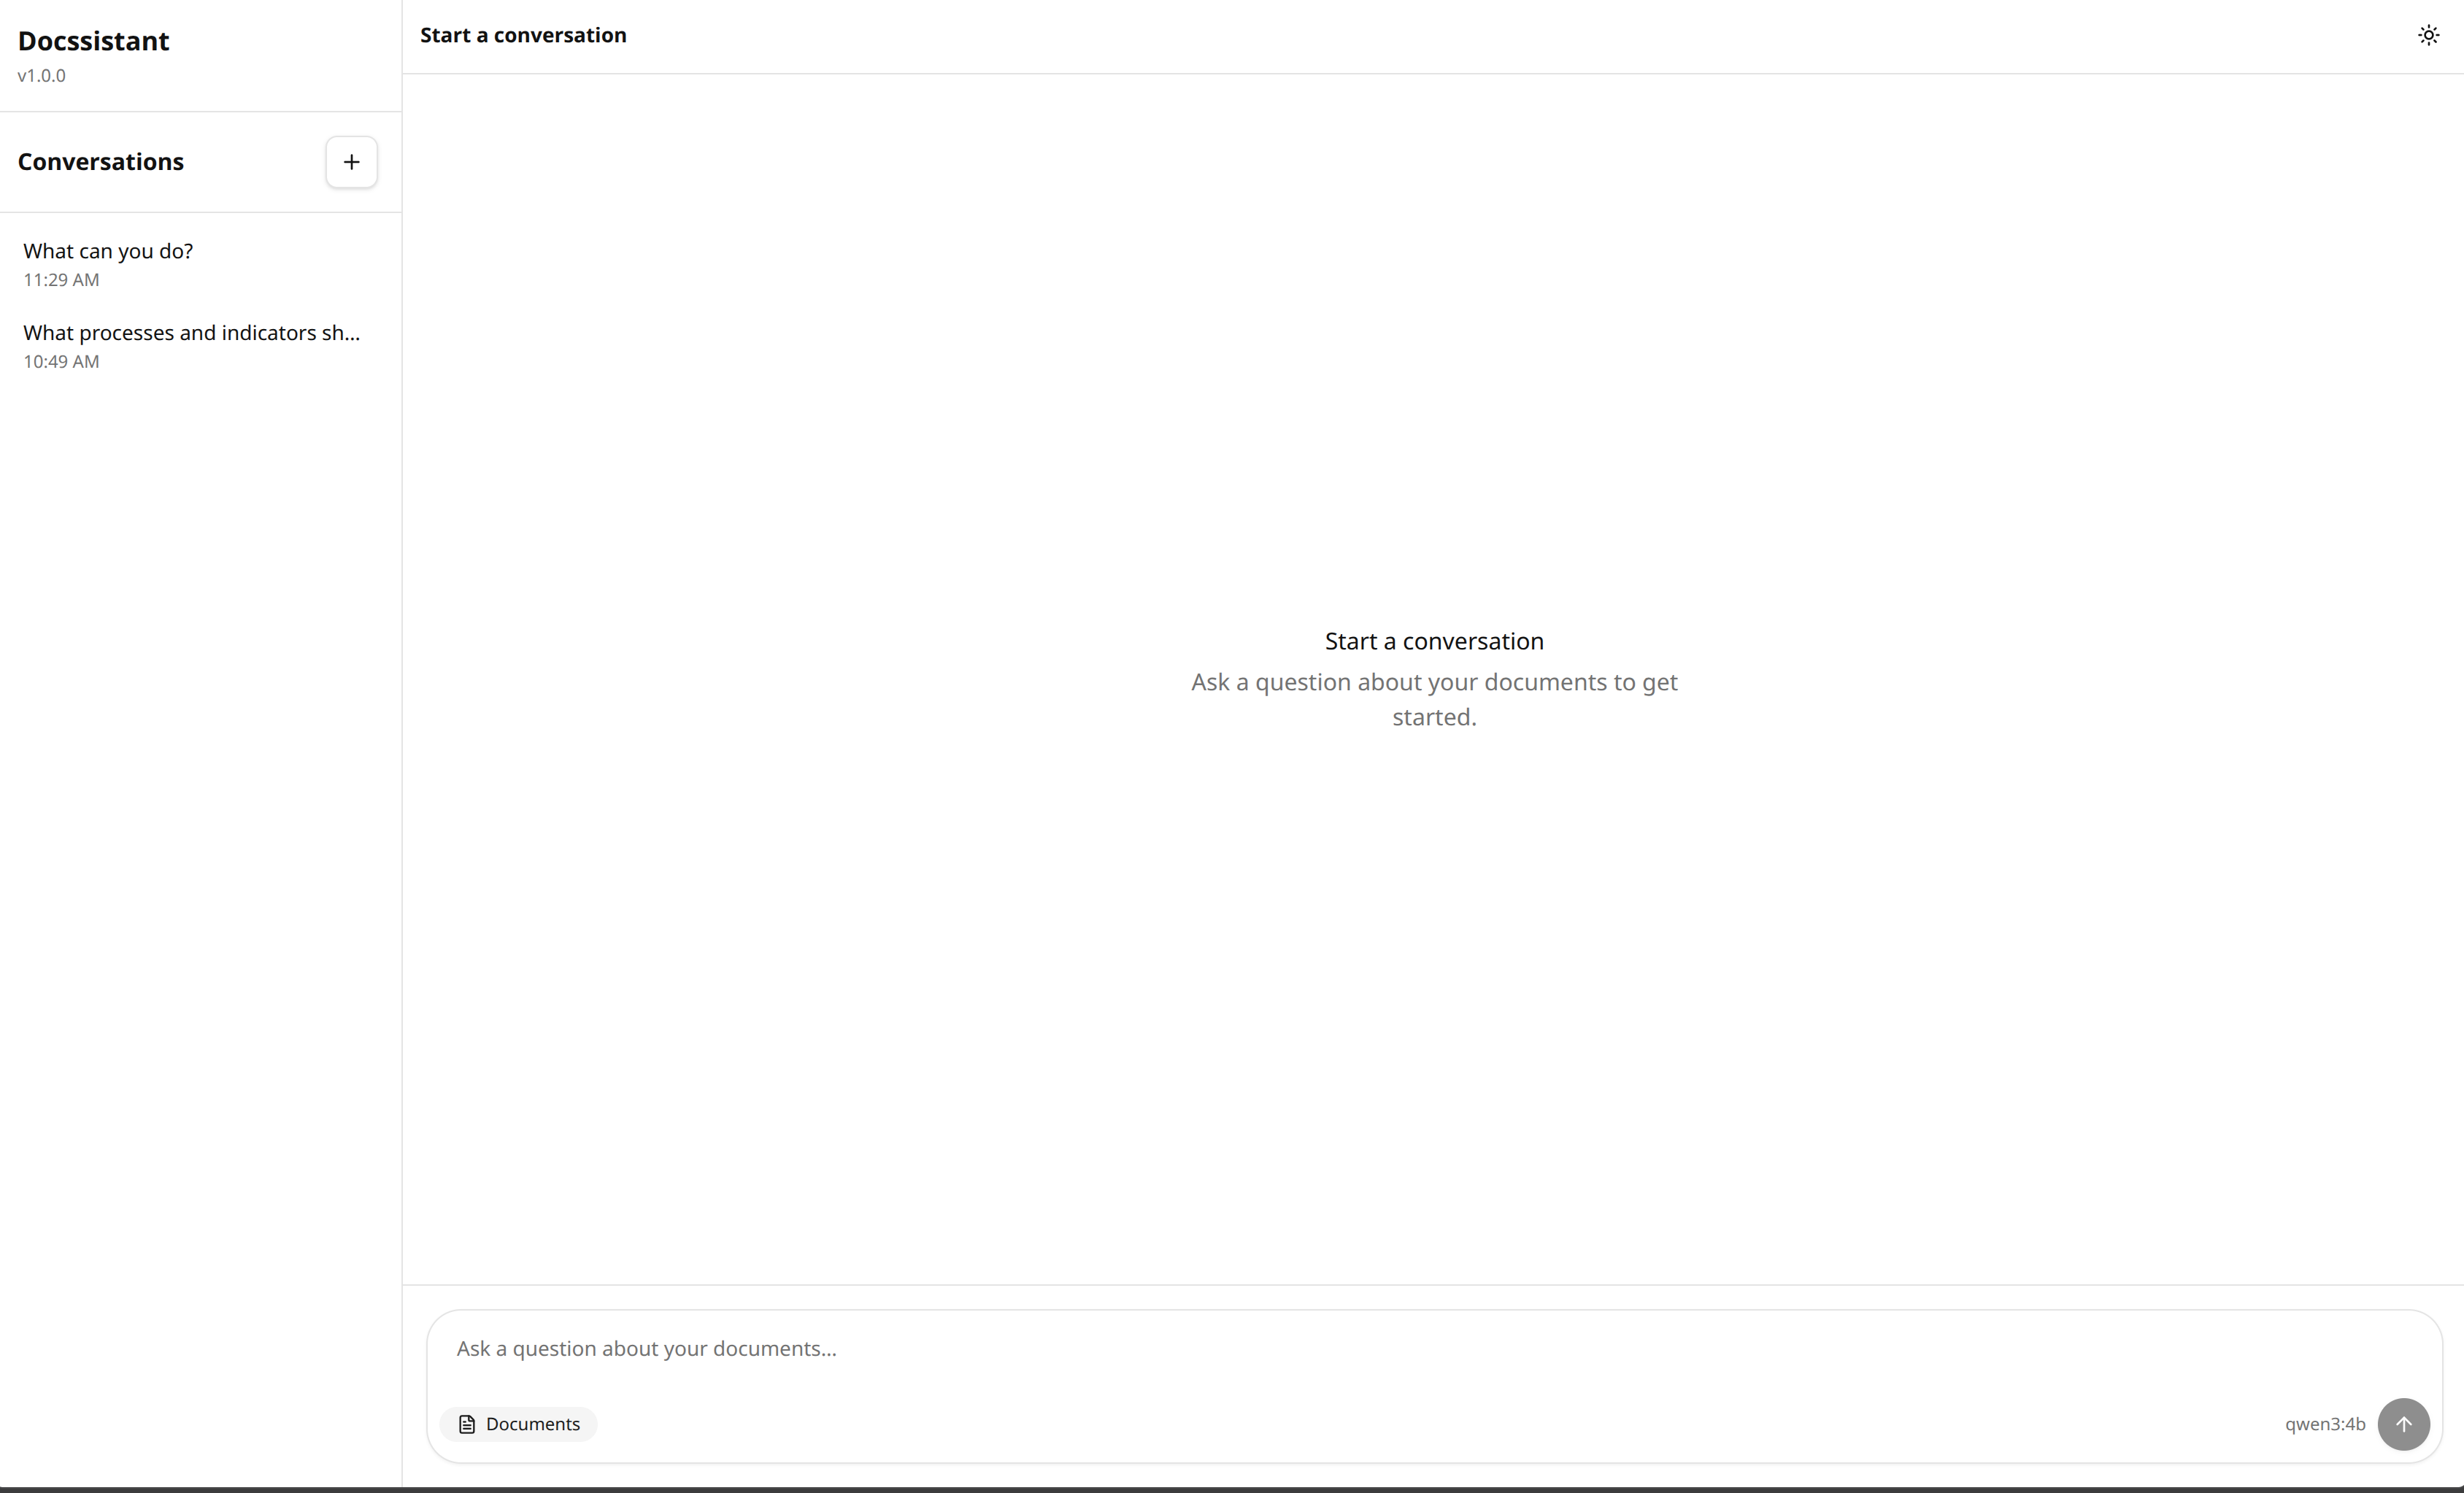 Docssistant
v1.0.0
Conversations
What can you do?
11:29 AM
What processes and indicators sh...
10:49 AM
Start a conversation
Start a conversation
Ask a question about your documents to get
started.
Ask a question about your documents...
Documents
qwen3:4b